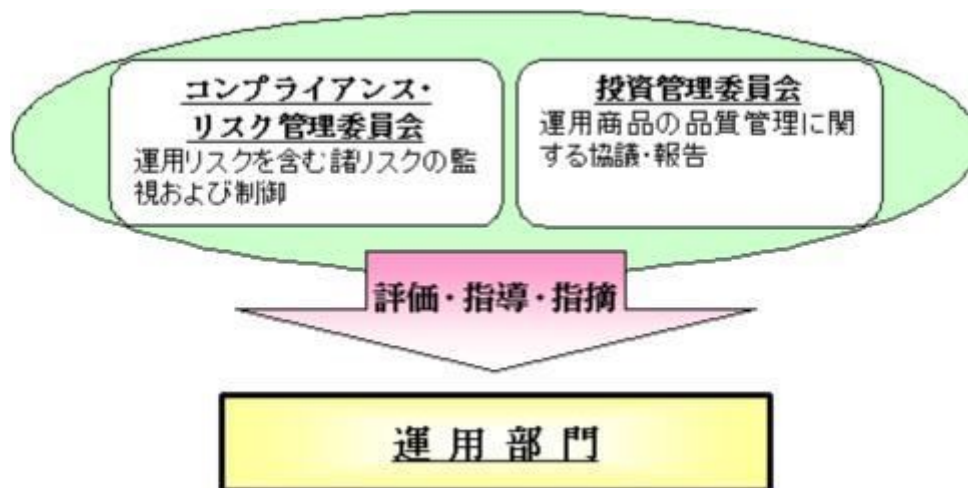 コンプライアンス・
リスク管理委員会
運用リスクを含む諸リスクの監
視および制御
投資管理委員会
運用商品の品質管理に関
する協議・報告
評価・指導・指摘
運用部門